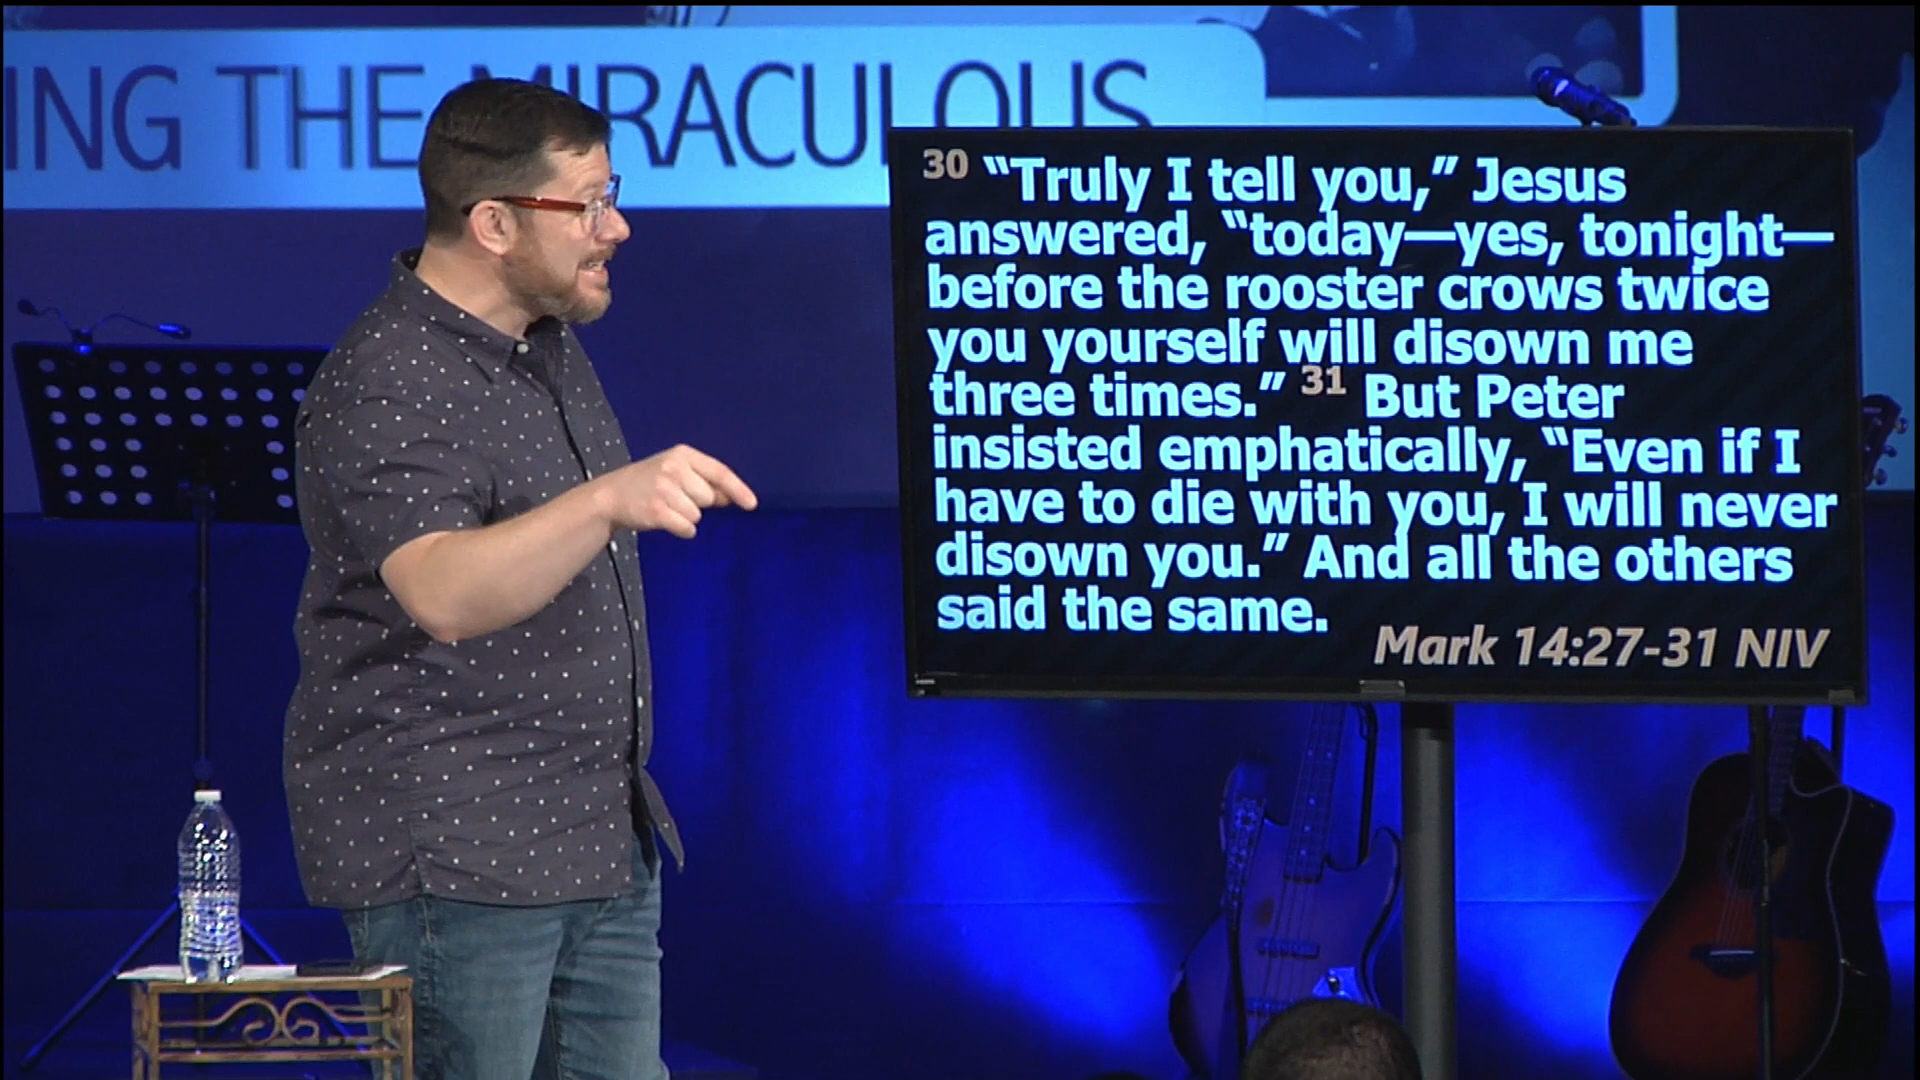 ING THE MIRACULOUS
30 “Truly I tell you,” Jesus
answered, “today—yes, tonight—
before the rooster crows twice
you yourself will disown me
three times.” 31 But Peter
insisted emphatically, “Even if I
have to die with you, I will never
disown you.” And all the others
said the same.
Mark 14:27-31 NIV